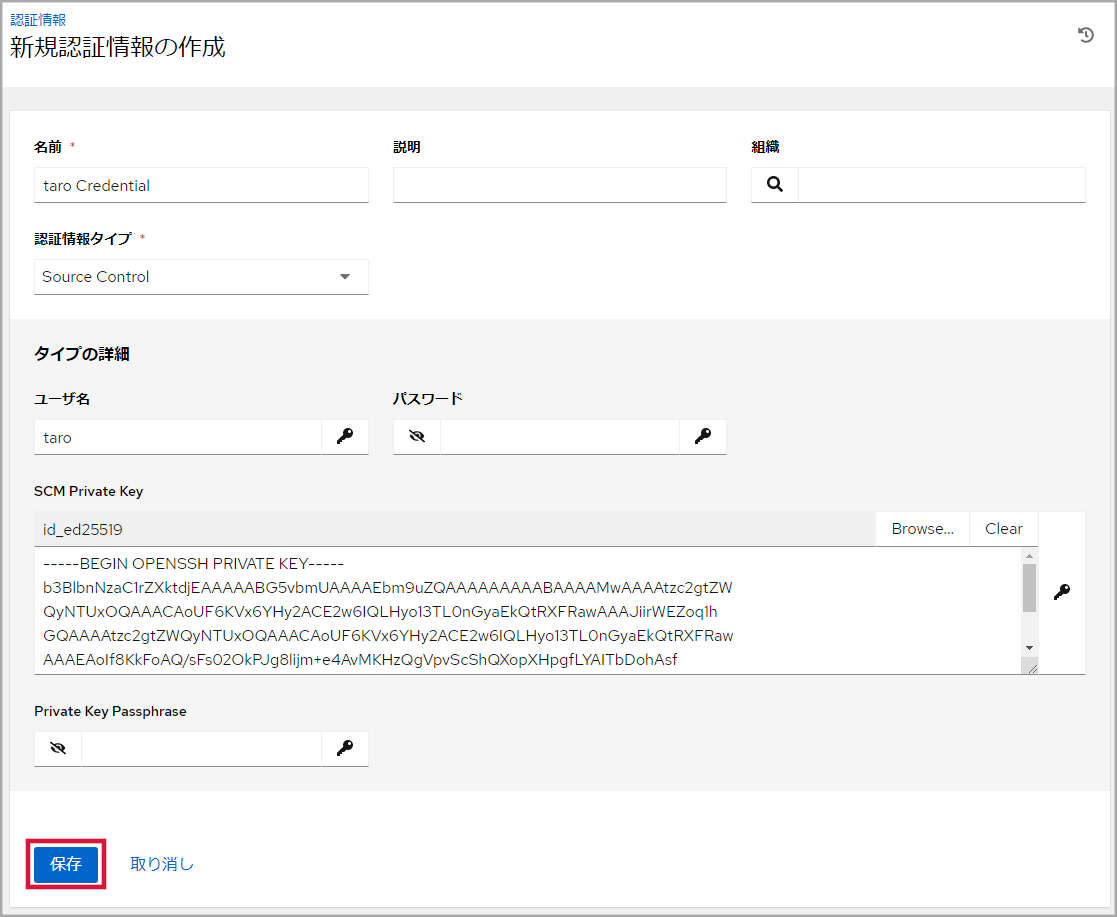 認証情報
新規認証情報の作成
名前 *
説明
組織
taro Credential
認証情報タイプ *
Source Control
タイプの詳細
ユーザ名
パスワード
taro
SCM Private Key
id_ed25519
Browse...
Clear
-----BEGIN OPENSSH PRIVATE KEY-----
b3BlbnNzaC1rZXktdjEAAAAABG5vbmUAAAAEbm9uZQAAAAAAAAABAAAAMwAAAAtzc2gtZW
QyNTUxOQAAACAoUF6KVx6YHy2ACE2w6IQLHyo13TL0nGyaEkQtRXFRawAAAJiirWEZoq1h
GQAAAAtzc2gtZWQyNTUxOQAAACAoUF6KVx6YHy2ACE2w6IQLHyo13TL0nGyaEkQtRXFRaw
AAAEAoIf8KkFoAQ/sFs02OkPJg8lijm+e4AvMKHzQgVpvScShQXopXHpgfLYAITbDohAsf
Private Key Passphrase
保存
取り消し